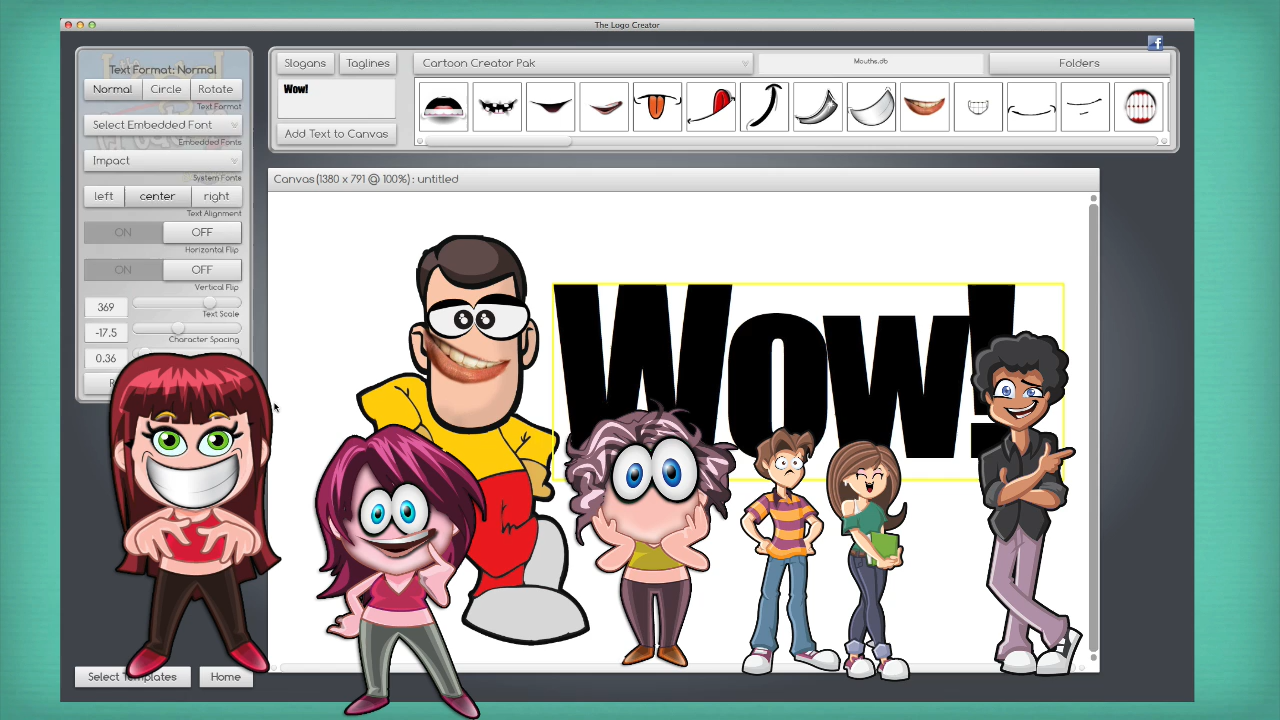 The Logo Creator
Text Format: Normal
Normal Circle Rotate
Text Format
Select Embedded Font
Embedded Fonts
Impact
System Fonts
left center right
Text Alignment
ON OFF
Horizontal Flip
ON OFF
Vertical Flip
369
Text Scale
-17.5
Character Spacing
0.36
Slogans Taglines
Wow!
Add Text to Canvas
Cartoon Creator Pak
Mouths.db
Folders
f
Canvas (1380 x 791 @ 100%) : untitled
Wow!
Select Templates Home